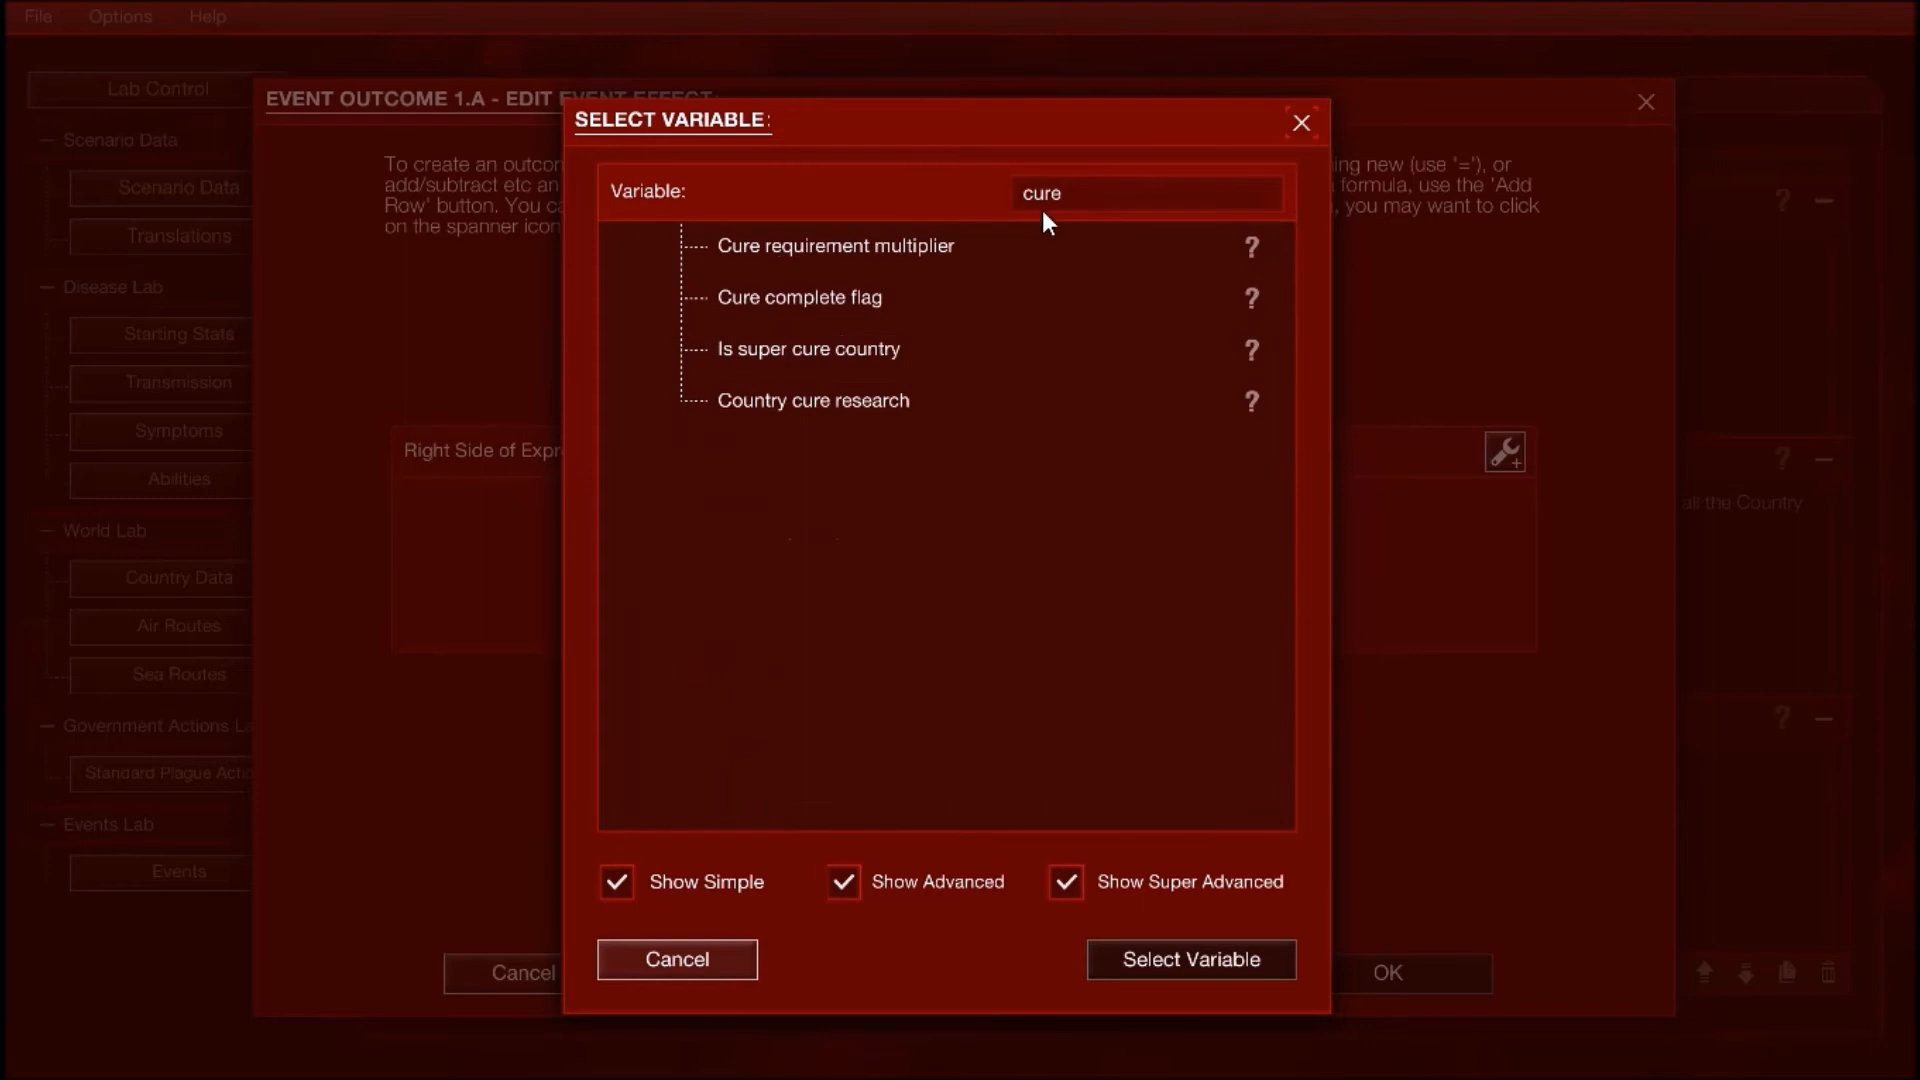 File Options Help
Lab Control
Scenario Data
Scenario Data
Translations
Disease Lab
Starting Stats
Transmission
Symptoms
Abilities
World Lab
Country Data
Air Routes
Sea Routes
Government Actions
Standard Plague
Events Lab
Events
EVENT OUTCOME 1.A - EDIT EVENT EFFECT:
To create an
new (use '='), or
add/subtract etc an
formula, use the 'Add
Row' button. You
, you may want to click
on the spanner icon
Right Side of
all the Country
Cancel
OK
SELECT VARIABLE:
Variable: cure
Cure requirement multiplier ?
Cure complete flag ?
Is super cure country ?
Country cure research ?
Show Simple Show Advanced Show Super Advanced
Cancel Select Variable